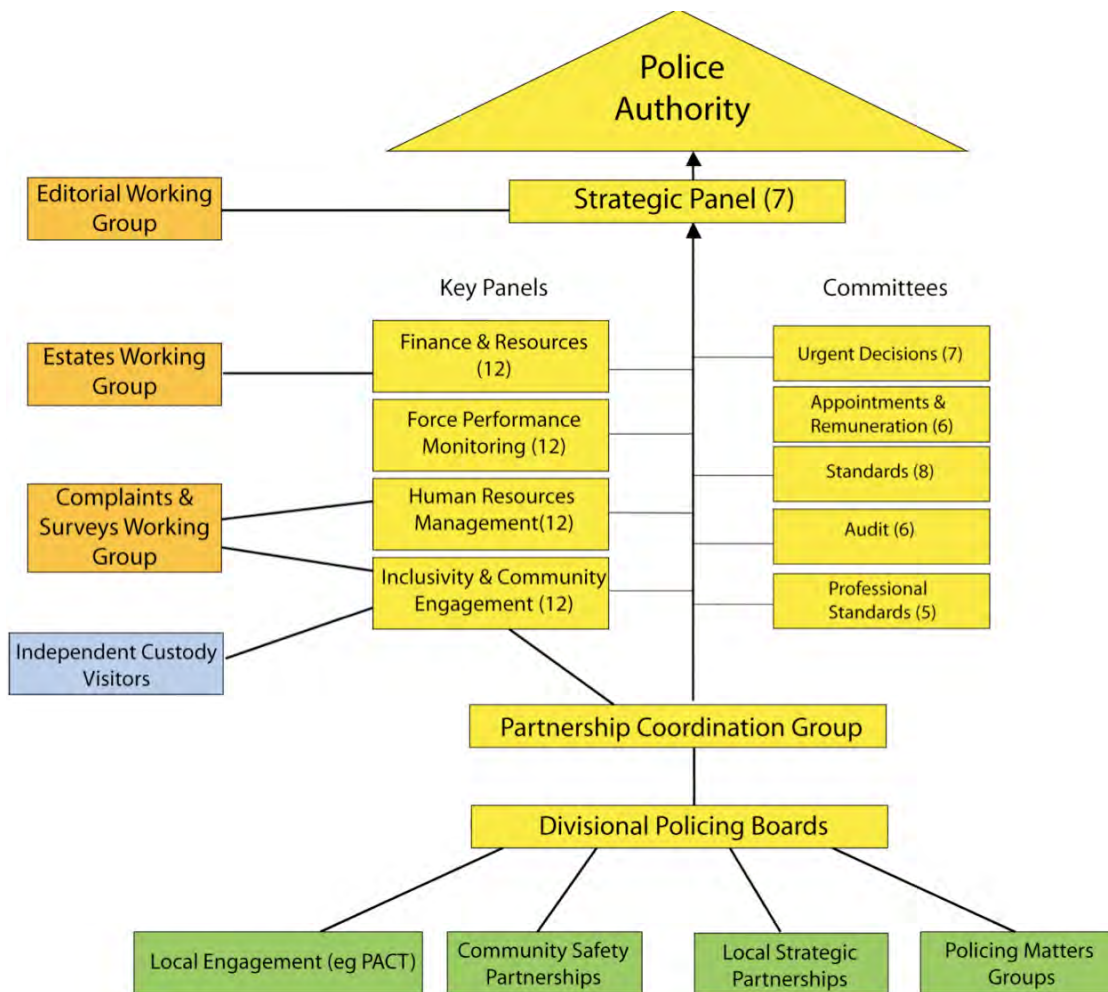 Police
Authority
Editorial Working
Group
Strategic Panel (7)
Key Panels
Committees
Estates Working
Group
Finance & Resources
(12)
Urgent Decisions (7)
Force Performance
Monitoring (12)
Appointments &
Remuneration (6)
Complaints &
Surveys Working
Group
Human Resources
Management(12)
Standards (8)
Audit (6)
Inclusivity & Community
Engagement (12)
Professional
Standards (5)
Independent Custody
Visitors
Partnership Coordination Group
Divisional Policing Boards
Local Engagement (eg PACT)
Community Safety
Partnerships
Local Strategic
Partnerships
Policing Matters
Groups